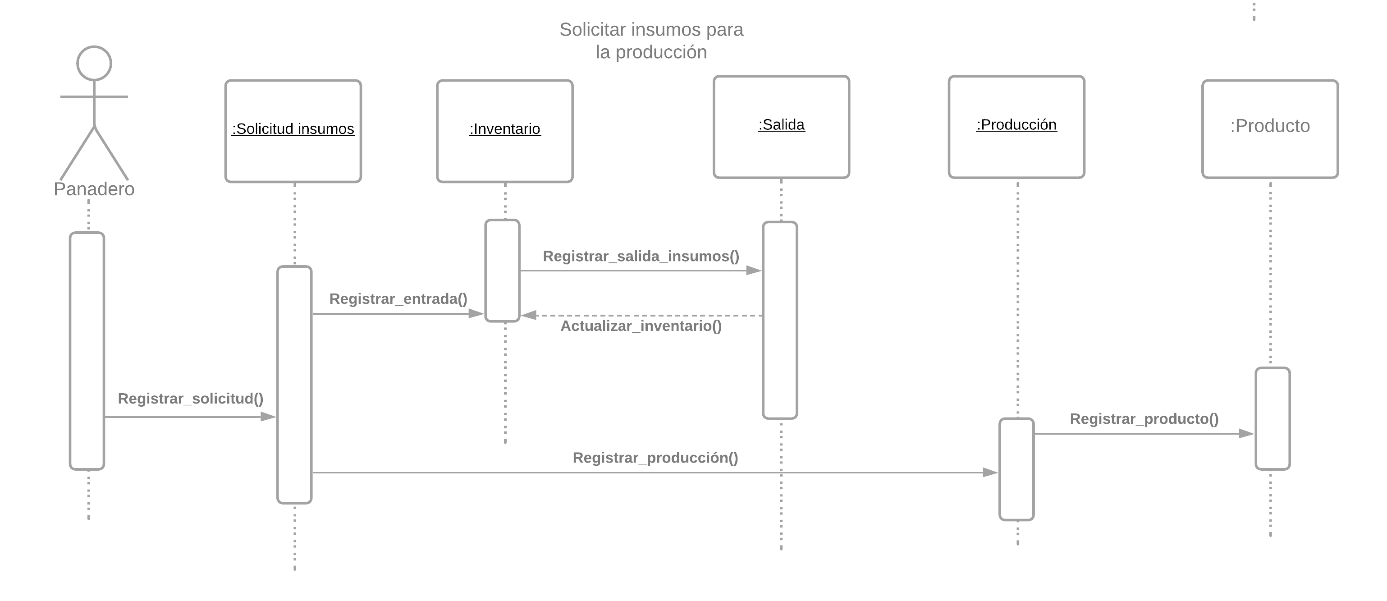 Solicitar insumos para
la producción
Panadero
:Solicitud insumos
:Inventario
:Salida
:Producción
:Producto
Registrar_salida_insumos()
Registrar_entrada()
Actualizar_inventario()
Registrar_solicitud()
Registrar_producto()
Registrar_producción()